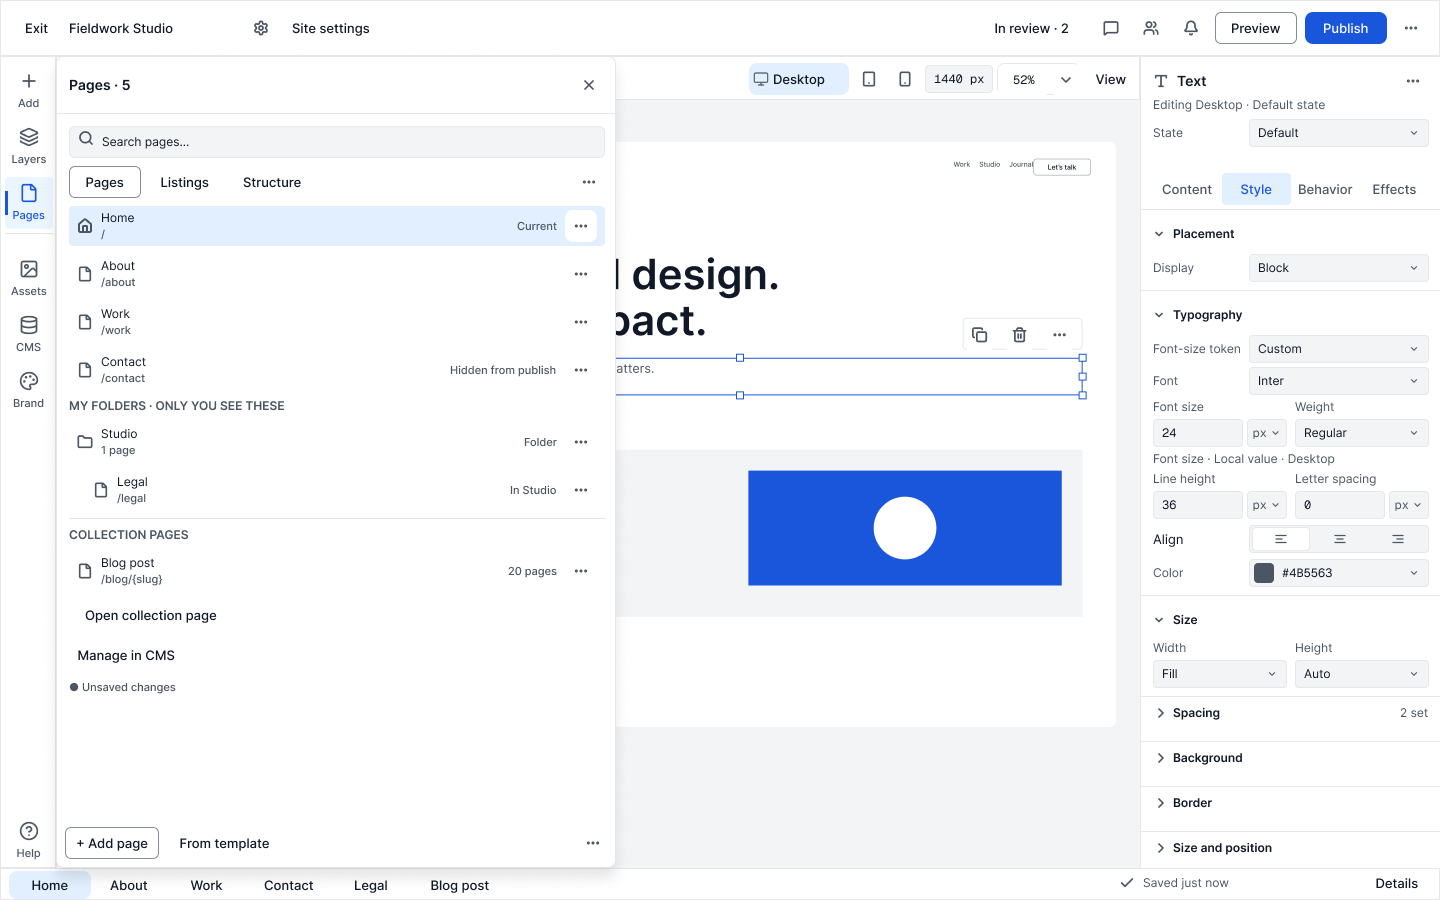 Exit
Fieldwork Studio
Site settings
In review · 2
Preview
Publish
Add
Layers
Pages
Assets
CMS
Brand
Help
Pages · 5
Search pages...
Pages
Listings
Structure
Home
/
Current
About
/about
Work
/work
Contact
/contact
Hidden from publish
MY FOLDERS · ONLY YOU SEE THESE
Studio
1 page
Folder
Legal
/legal
In Studio
COLLECTION PAGES
Blog post
/blog/{slug}
20 pages
Open collection page
Manage in CMS
Unsaved changes
+ Add page
From template
Desktop
1440 px
52%
View
Work
Studio
Journal
Let's talk
design.
pact.
atters.
Text
Editing Desktop · Default state
State
Default
Content
Style
Behavior
Effects
Placement
Display
Block
Typography
Font-size token
Custom
Font
Inter
Font size
Weight
24
px
Regular
Font size · Local value · Desktop
Line height
Letter spacing
36
px
0
px
Align
Color
#4B5563
Size
Width
Height
Fill
Auto
Spacing
2 set
Background
Border
Size and position
Home
About
Work
Contact
Legal
Blog post
Saved just now
Details